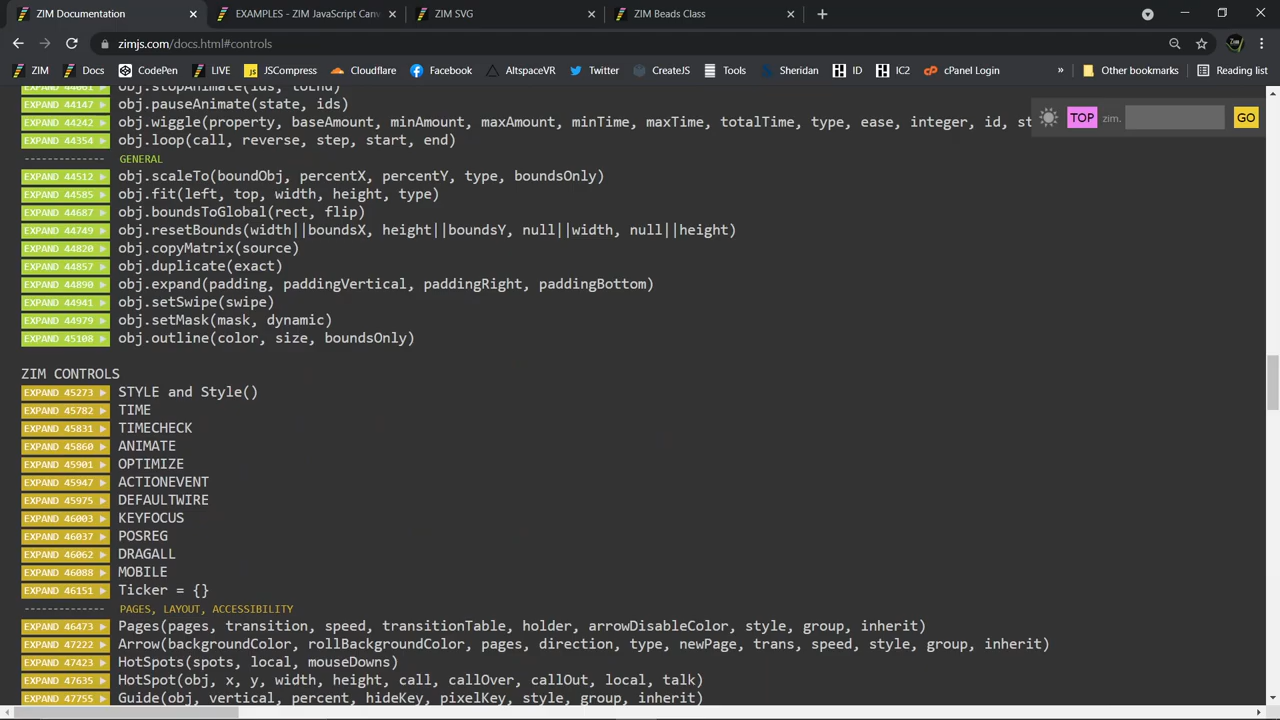 ZIM Documentation
EXAMPLES - ZIM JavaScript Canv
ZIM SVG
ZIM Beads Class
zimjs.com/docs.html#controls
ZIM Docs CodePen LIVE JSCompress Cloudflare Facebook AltspaceVR Twitter CreateJS Tools Sheridan ID IC2 cPanel Login » Other bookmarks Reading list
EXPAND 44061 obj.stopAnimate(ids, toEnd)
EXPAND 44147 obj.pauseAnimate(state, ids)
EXPAND 44242 obj.wiggle(property, baseAmount, minAmount, maxAmount, minTime, maxTime, totalTime, type, ease, integer, id, st
EXPAND 44354 obj.loop(call, reverse, step, start, end)
TOP zim. GO
-------------- GENERAL
EXPAND 44512 obj.scaleTo(boundObj, percentX, percentY, type, boundsOnly)
EXPAND 44585 obj.fit(left, top, width, height, type)
EXPAND 44687 obj.boundsToGlobal(rect, flip)
EXPAND 44749 obj.resetBounds(width||boundsX, height||boundsY, null||width, null||height)
EXPAND 44820 obj.copyMatrix(source)
EXPAND 44857 obj.duplicate(exact)
EXPAND 44890 obj.expand(padding, paddingVertical, paddingRight, paddingBottom)
EXPAND 44941 obj.setSwipe(swipe)
EXPAND 44979 obj.setMask(mask, dynamic)
EXPAND 45108 obj.outline(color, size, boundsOnly)
ZIM CONTROLS
EXPAND 45273 STYLE and Style()
EXPAND 45782 TIME
EXPAND 45831 TIMECHECK
EXPAND 45860 ANIMATE
EXPAND 45901 OPTIMIZE
EXPAND 45947 ACTIONEVENT
EXPAND 45975 DEFAULTWIRE
EXPAND 46003 KEYFOCUS
EXPAND 46037 POSREG
EXPAND 46062 DRAGALL
EXPAND 46088 MOBILE
EXPAND 46151 Ticker = {}
-------------- PAGES, LAYOUT, ACCESSIBILITY
EXPAND 46473 Pages(pages, transition, speed, transitionTable, holder, arrowDisableColor, style, group, inherit)
EXPAND 47222 Arrow(backgroundColor, rollBackgroundColor, pages, direction, type, newPage, trans, speed, style, group, inherit)
EXPAND 47423 HotSpots(spots, local, mouseDowns)
EXPAND 47635 HotSpot(obj, x, y, width, height, call, callOver, callOut, local, talk)
EXPAND 47755 Guide(obj, vertical, percent, hideKey, pixelKey, style, group, inherit)